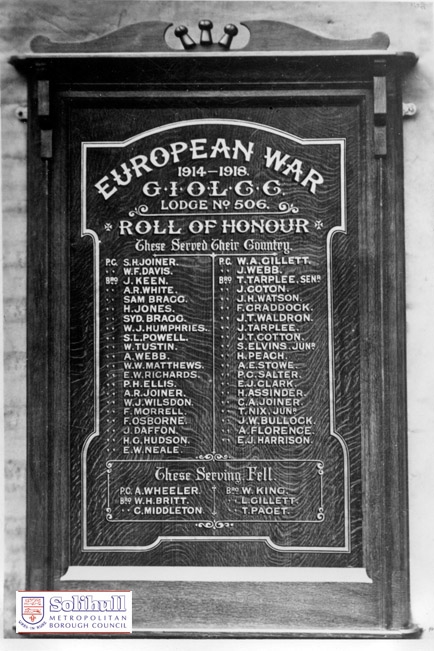 EUROPEAN WAR
1914–1918.
G·I·O·L·C·C.
LODGE No 506.
ROLL OF HONOUR
These Served Their Country.
P.G. S.H. JOINER.
·· W.F. DAVIS.
BRO J. KEEN.
·· A.R. WHITE.
·· SAM BRAGG.
·· H. JONES.
·· SYD. BRAGG.
·· W.J. HUMPHRIES.
·· S.L. POWELL.
·· W. TUSTIN.
·· A. WEBB.
·· W.W. MATTHEWS.
·· E.W. RICHARDS.
·· P.H. ELLIS.
·· A.R. JOINER.
·· W.J. WILSDON.
·· F. MORRELL.
·· F. OSBORNE.
·· J. DAFFON.
·· H.G. HUDSON.
·· E.W. NEALE.
P.G. W.A. GILLETT.
·· J. WEBB.
BRO T. TARPLEE, SENR
·· J. COTON.
·· J.H. WATSON.
·· F. CRADDOCK.
·· J.T. WALDRON.
·· J. TARPLEE.
·· J.T. COTTON.
·· S. ELVINS. JUNR
·· H. PEACH.
·· A.E. STOWE.
·· P.C. SALTER.
·· E.J. CLARK.
·· H. ASSINDER.
·· C.A. JOINER.
·· T. NIX, JUNR
·· J.W. BULLOCK.
·· A. FLORENCE.
·· E.J. HARRISON.
These Serving Fell.
P.G. A. WHEELER.
BRO W.H. BRITT.
·· C. MIDDLETON.
BRO W. KING.
·· L. GILLETT.
·· T. PAGET.
Solihull
METROPOLITAN
BOROUGH COUNCIL